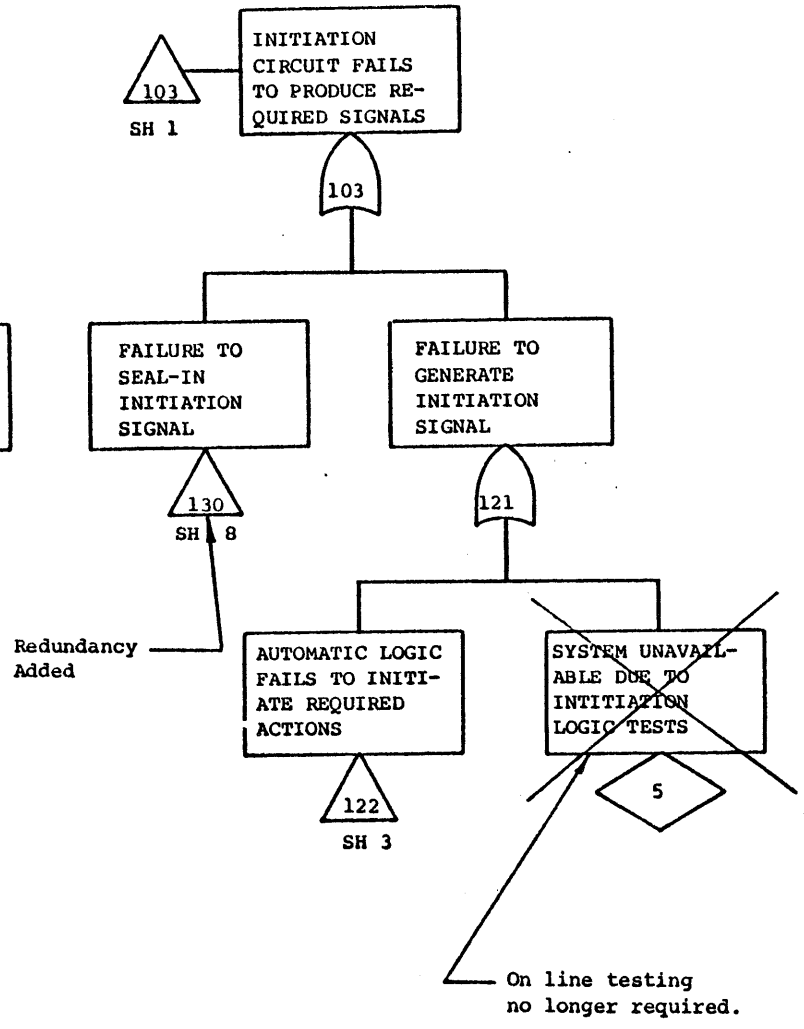 INITIATION
CIRCUIT FAILS
TO PRODUCE RE-
QUIRED SIGNALS
103
SH 1
103
FAILURE TO
SEAL-IN
INITIATION
SIGNAL
130
SH 8
FAILURE TO
GENERATE
INITIATION
SIGNAL
121
Redundancy
Added
AUTOMATIC LOGIC
FAILS TO INITI-
ATE REQUIRED
ACTIONS
122
SH 3
SYSTEM UNAVAIL-
ABLE DUE TO
INTITIATION
LOGIC TESTS
5
On line testing
no longer required.